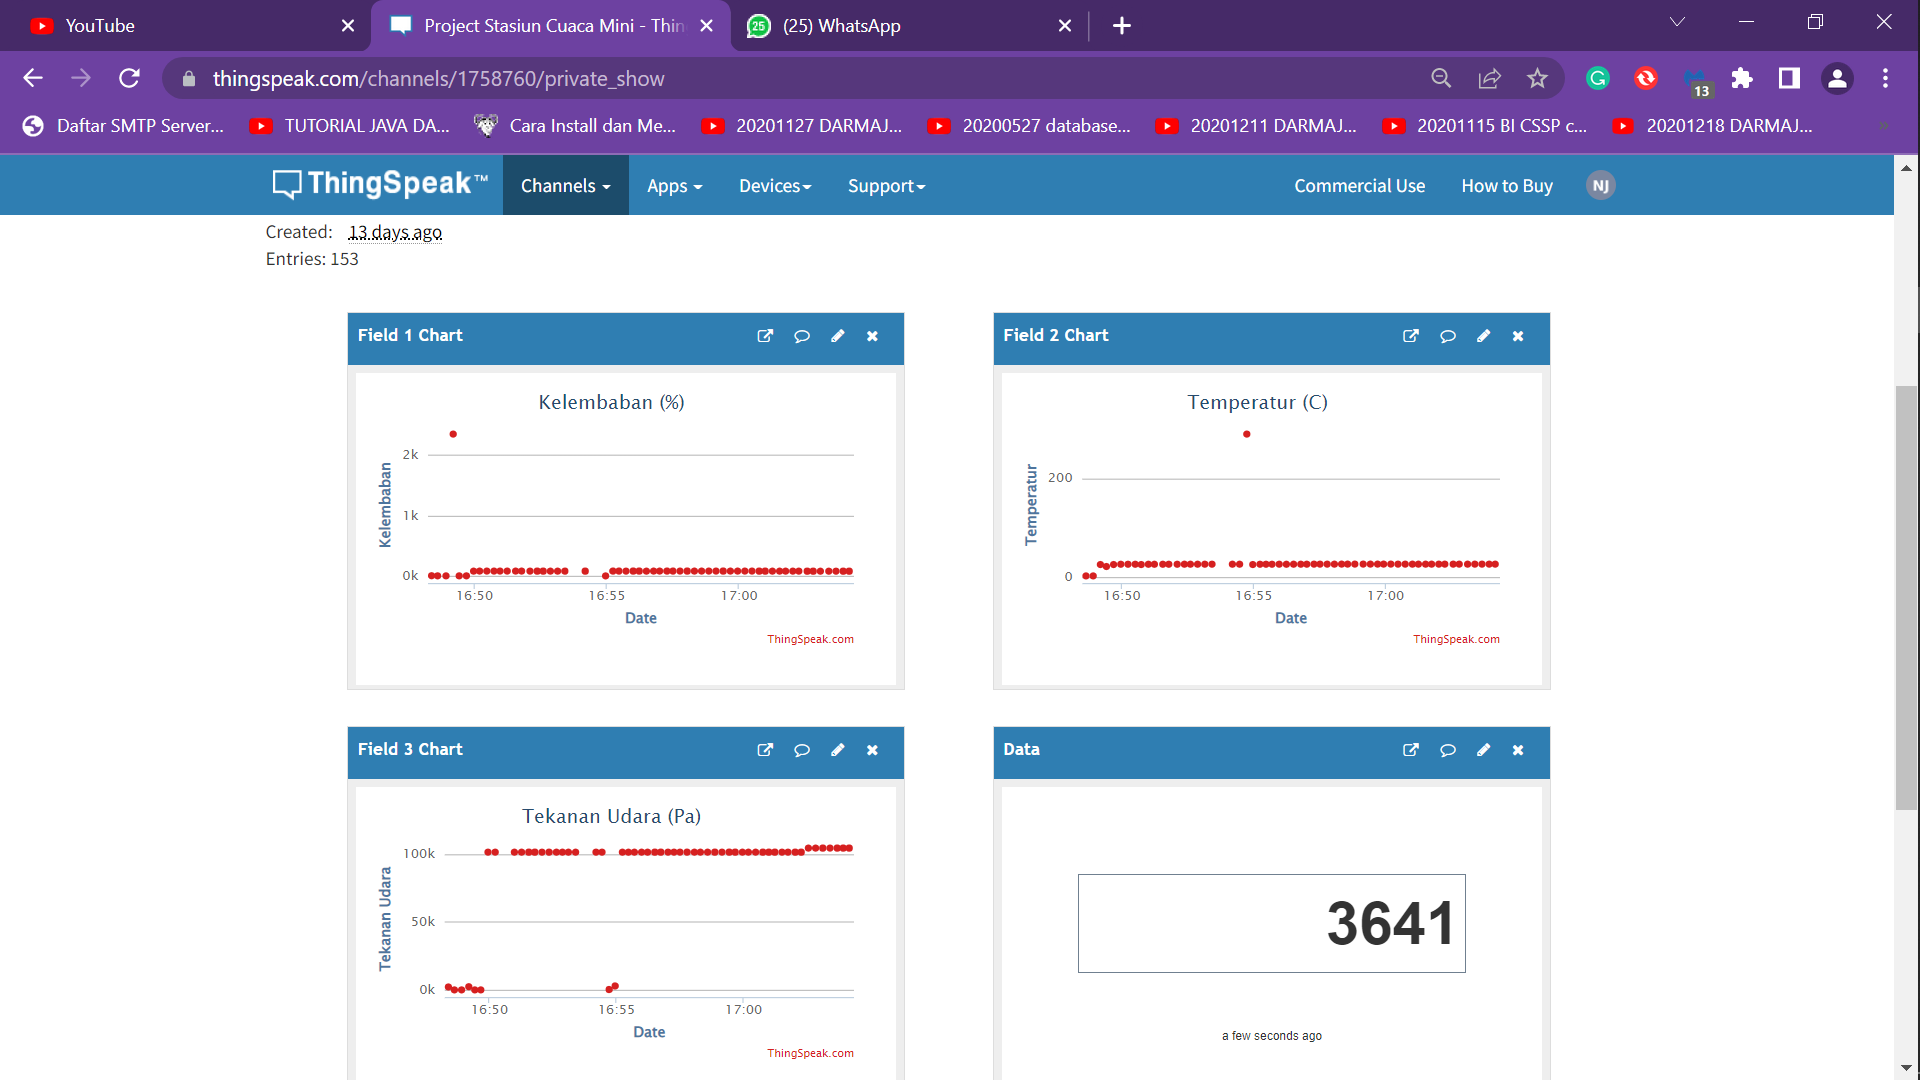 YouTube
Project Stasiun Cuaca Mini - Thin
25
(25) WhatsApp
thingspeak.com/channels/1758760/private_show
13
Daftar SMTP Server...
TUTORIAL JAVA DA...
Cara Install dan Me...
20201127 DARMAJ...
20200527 database...
20201211 DARMAJ...
20201115 BI CSSP c...
20201218 DARMAJ...
ThingSpeak™
Channels
Apps
Devices
Support
Commercial Use
How to Buy
NJ
Created: 13 days ago
Entries: 153
Field 1 Chart
Kelembaban (%)
Kelembaban
2k
1k
0k
16:50
16:55
17:00
Date
ThingSpeak.com
Field 2 Chart
Temperatur (C)
Temperatur
200
0
16:50
16:55
17:00
Date
ThingSpeak.com
Field 3 Chart
Tekanan Udara (Pa)
Tekanan Udara
100k
50k
0k
16:50
16:55
17:00
Date
ThingSpeak.com
Data
3641
a few seconds ago